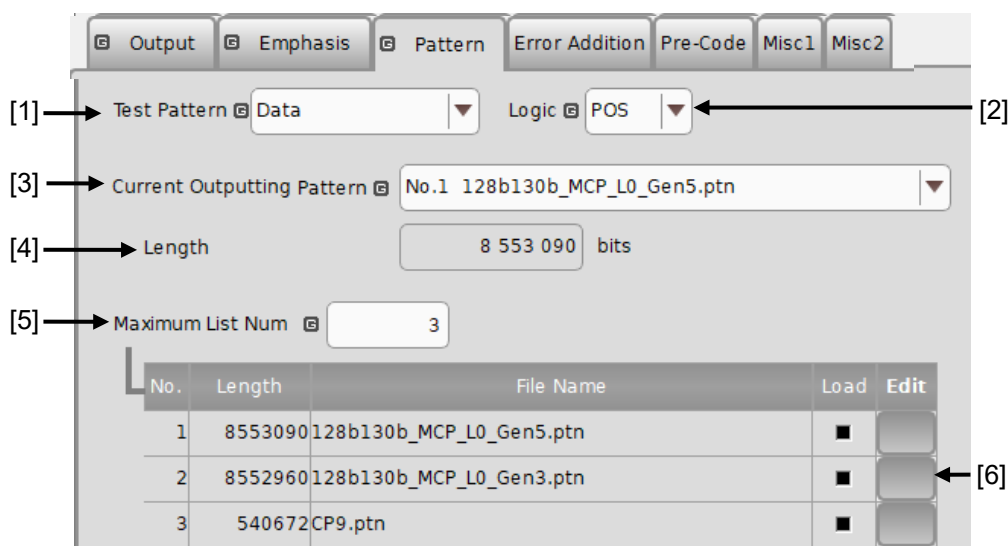 G Output G Emphasis G Pattern Error Addition Pre-Code Misc1 Misc2
[1] Test Pattern G Data Logic G POS [2]
[3] Current Outputting Pattern G No.1 128b130b_MCP_L0_Gen5.ptn
[4] Length 8 553 090 bits
[5] Maximum List Num G 3
No. Length File Name Load Edit
1 8553090 128b130b_MCP_L0_Gen5.ptn
2 8552960 128b130b_MCP_L0_Gen3.ptn [6]
3 540672 CP9.ptn